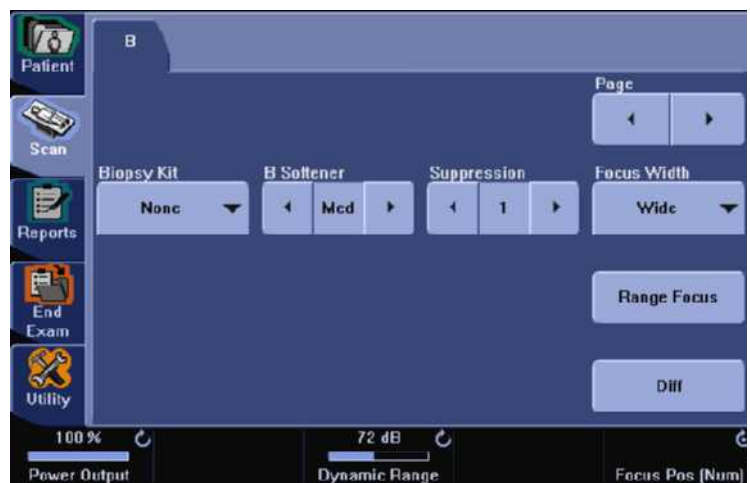 Patient
B
Page
Scan
Biopsy Kit
B Softener
Suppression
Focus Width
None
Med
1
Wide
Reports
Range Focus
End
Exam
Diff
Utility
100 %
72 dB
Power Output
Dynamic Range
Focus Pos (Num)